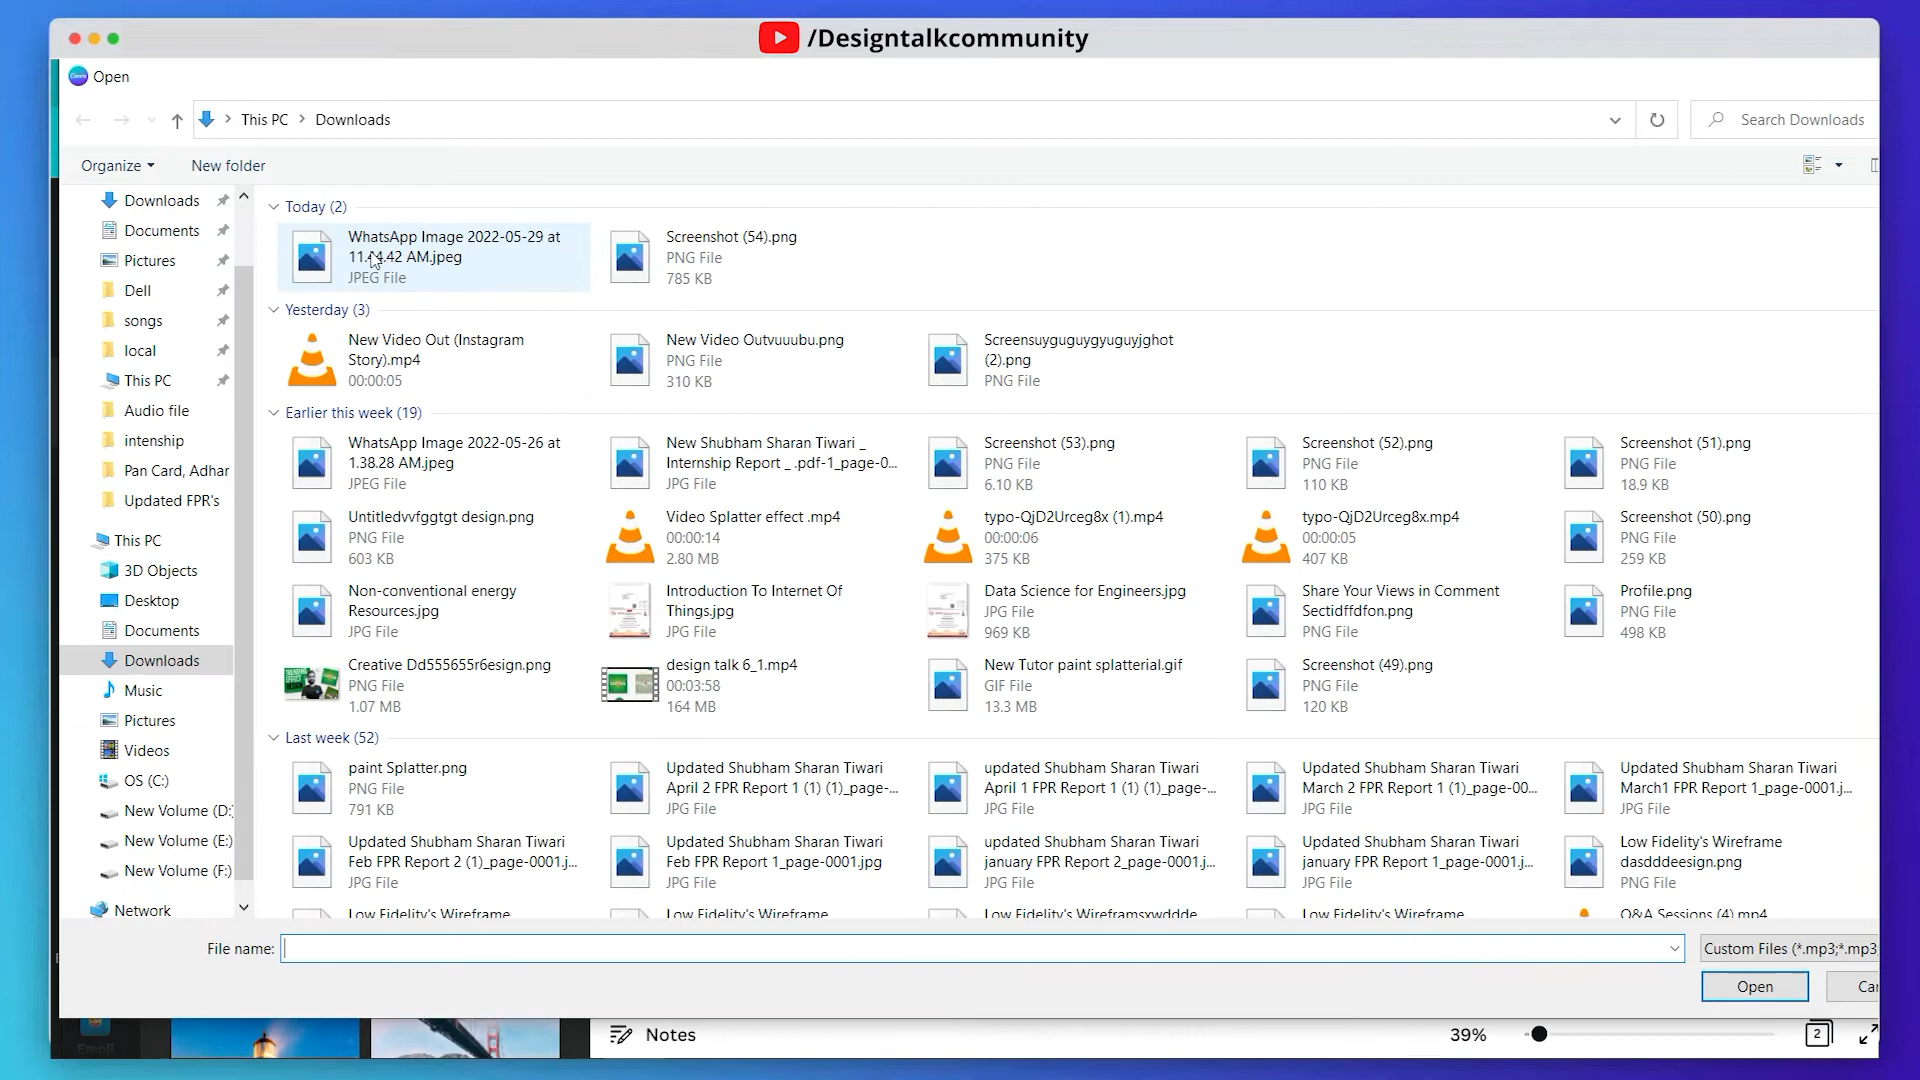 /Designtalkcommunity
Open
This PC
Downloads
Search Downloads
Organize
New folder
Downloads
Documents
Pictures
Dell
songs
local
This PC
Audio file
intenship
Pan Card, Adhar
Updated FPR's
This PC
3D Objects
Desktop
Documents
Downloads
Music
Pictures
Videos
OS (C:)
New Volume (D:)
New Volume (E:)
New Volume (F:)
Network
Today (2)
WhatsApp Image 2022-05-29 at
AM.jpeg
JPEG File
Screenshot (54).png
PNG File
785 KB
Yesterday (3)
New Video Out (Instagram
Story).mp4
00:00:05
New Video Outvuuubu.png
PNG File
310 KB
Screensuyguguygyuguyjghot
(2).png
PNG File
Earlier this week (19)
WhatsApp Image 2022-05-26 at
1.38.28 AM.jpeg
JPEG File
New Shubham Sharan Tiwari _
Internship Report _ .pdf-1_page-0...
JPG File
Screenshot (53).png
PNG File
6.10 KB
Screenshot (52).png
PNG File
110 KB
Screenshot (51).png
PNG File
18.9 KB
Untitledvvfggtgt design.png
PNG File
603 KB
Video Splatter effect .mp4
00:00:14
2.80 MB
typo-QjD2Urceg8x (1).mp4
00:00:06
375 KB
typo-QjD2Urceg8x.mp4
00:00:05
407 KB
Screenshot (50).png
PNG File
259 KB
Non-conventional energy
Resources.jpg
JPG File
Introduction To Internet Of
Things.jpg
JPG File
Data Science for Engineers.jpg
JPG File
969 KB
Share Your Views in Comment
Sectidffdfon.png
PNG File
Profile.png
PNG File
498 KB
Creative Dd555655r6esign.png
PNG File
1.07 MB
design talk 6_1.mp4
00:03:58
164 MB
New Tutor paint splatterial.gif
GIF File
13.3 MB
Screenshot (49).png
PNG File
120 KB
Last week (52)
paint Splatter.png
PNG File
791 KB
Updated Shubham Sharan Tiwari
April 2 FPR Report 1 (1) (1)_page-...
JPG File
updated Shubham Sharan Tiwari
April 1 FPR Report 1 (1) (1)_page-...
JPG File
Updated Shubham Sharan Tiwari
March 2 FPR Report 1 (1)_page-00...
JPG File
Updated Shubham Sharan Tiwari
March1 FPR Report 1_page-0001.j...
JPG File
Updated Shubham Sharan Tiwari
Feb FPR Report 2 (1)_page-0001.j...
JPG File
Updated Shubham Sharan Tiwari
Feb FPR Report 1_page-0001.jpg
JPG File
updated Shubham Sharan Tiwari
january FPR Report 2_page-0001.j...
JPG File
Updated Shubham Sharan Tiwari
january FPR Report 1_page-0001.j...
JPG File
Low Fidelity's Wireframe
dasdddeesign.png
PNG File
Low Fidelity's Wireframe
Low Fidelity's Wireframe
Low Fidelity's Wireframsxwddde
Low Fidelity's Wireframe
Q&A Sessions (4).mp4
File name:
Custom Files (*.mp3;*.mp3
Open
Can
Email
Notes
39%
2